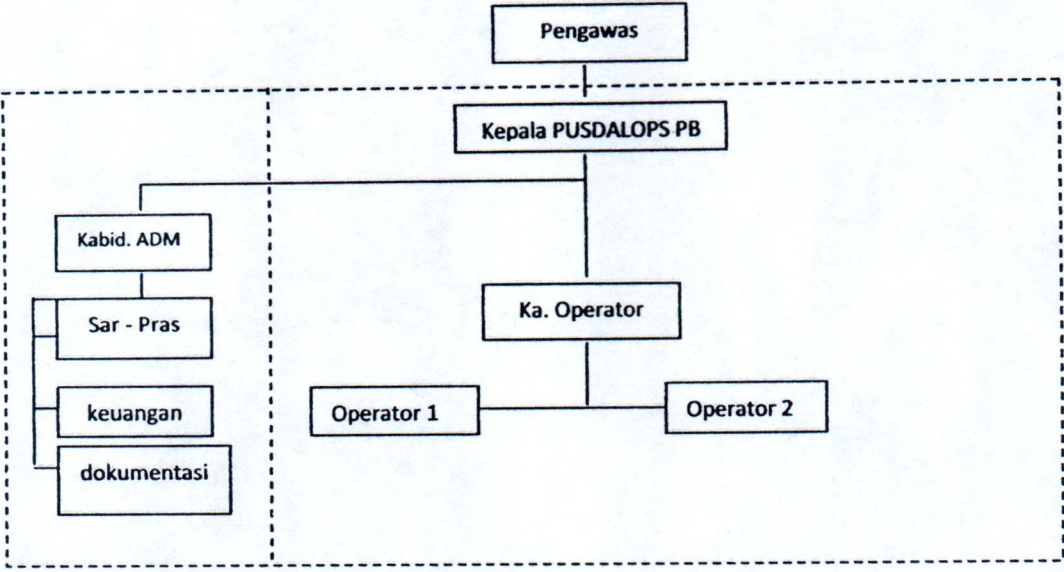 Pengawas
Kepala PUSDALOPS PB
Kabid. ADM
Sar - Pras
keuangan
dokumentasi
Ka. Operator
Operator 1
Operator 2